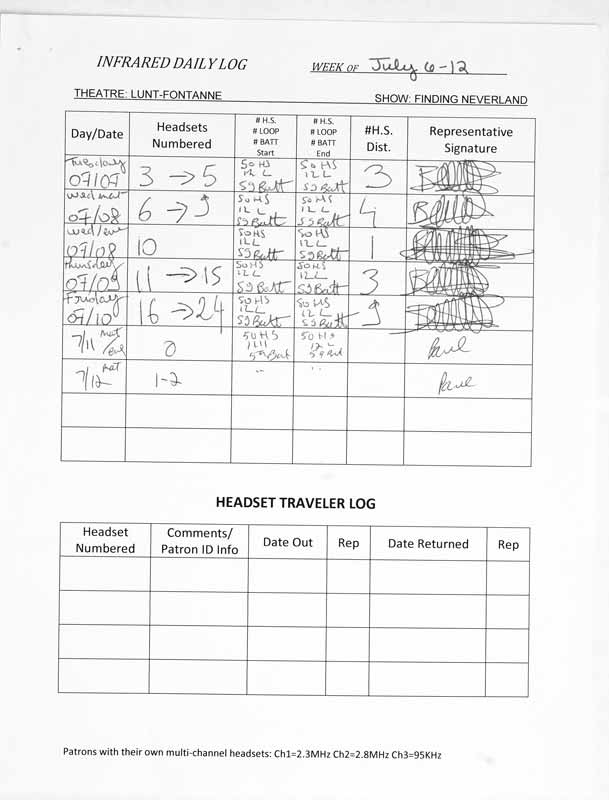 INFRARED DAILY LOG WEEK OF July 6-12
THEATRE: LUNT-FONTANNE SHOW: FINDING NEVERLAND
Day/Date Headsets Numbered # H.S. # LOOP # BATT Start # H.S. # LOOP # BATT End #H.S. Dist. Representative Signature
Tuesday 07/07 3 → 5 50 HS 12 L 59 Batt 50 HS 12 L 59 Batt 3
Wed/mat 07/08 6 → 9 50 HS 12 L 59 Batt 50 HS 12 L 59 Batt 4
Wed/eve 07/08 10 50 HS 12 L 59 Batt 50 HS 12 L 59 Batt 1
Thursday 07/09 11 → 15 50 HS 12 L 59 Batt 50 HS 12 L 59 Batt 3
Friday 07/10 16 → 24 50 HS 12 L 59 Batt 50 HS 12 L 59 Batt 9
7/11 mat/eve 0 50 HS 59 Batt 50 HS 12 L 59 Bat Paul
7/12 mat 1-2 " " Paul
HEADSET TRAVELER LOG
Headset Numbered Comments/ Patron ID Info Date Out Rep Date Returned Rep
Patrons with their own multi-channel headsets: Ch1=2.3MHz Ch2=2.8MHz Ch3=95KHz